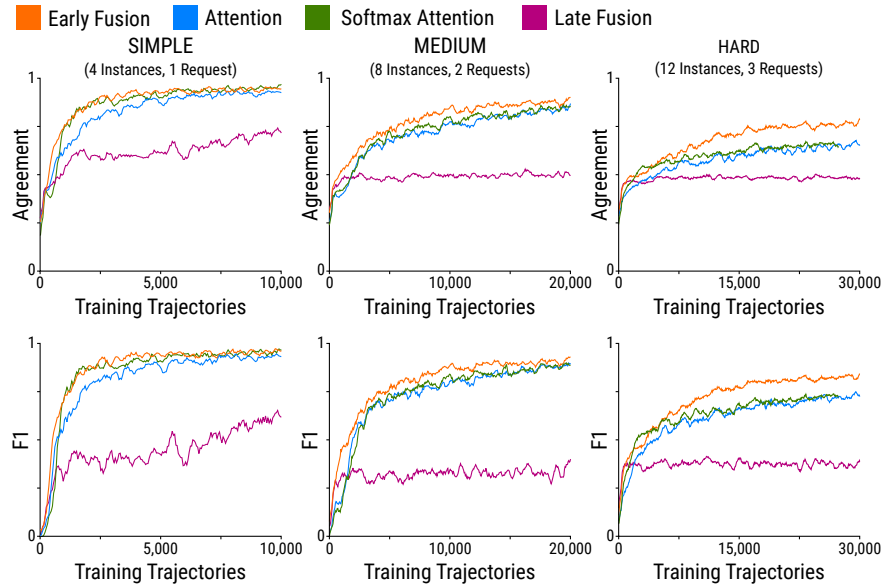 Early Fusion Attention Softmax Attention Late Fusion
SIMPLE MEDIUM HARD
(4 Instances, 1 Request) (8 Instances, 2 Requests) (12 Instances, 3 Requests)
1 1 1
Agreement Agreement Agreement
0 0 0
0 5,000 10,000 0 10,000 20,000 0 15,000 30,000
Training Trajectories Training Trajectories Training Trajectories
1 1 1
F1 F1 F1
0 0 0
0 5,000 10,000 0 10,000 20,000 0 15,000 30,000
Training Trajectories Training Trajectories Training Trajectories